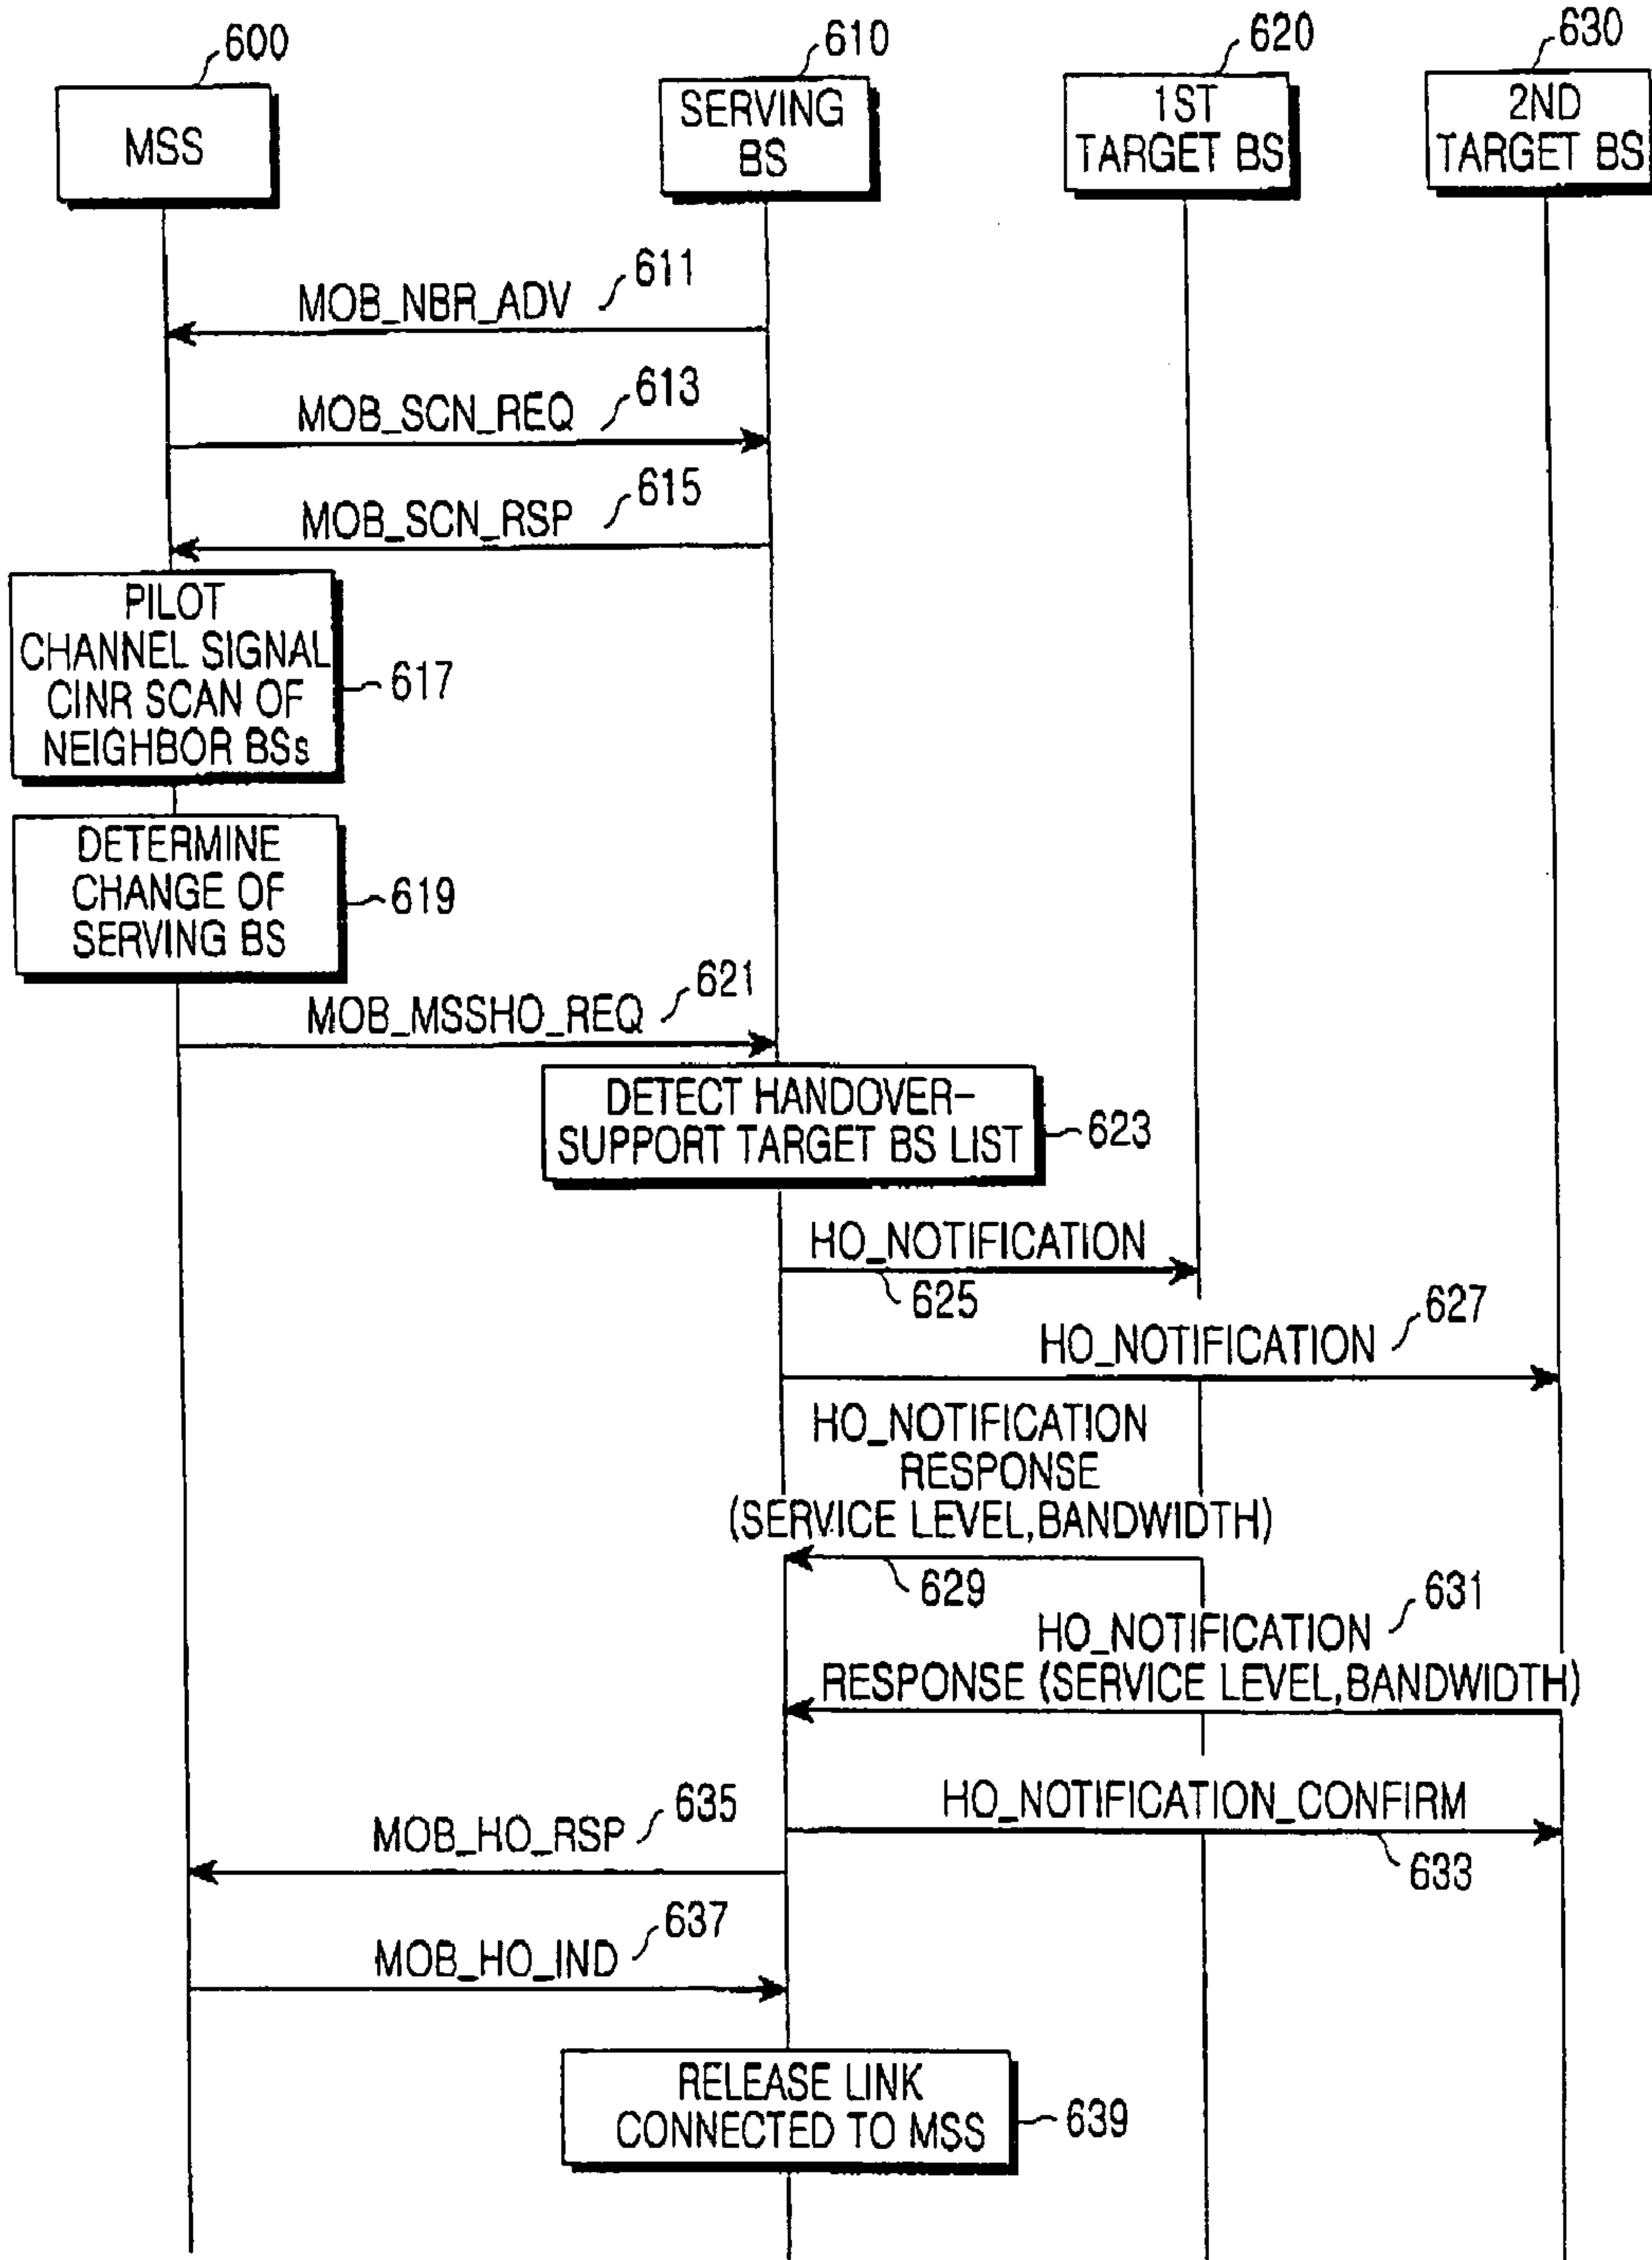 600
610
620
630
MSS
SERVING
BS
1ST
TARGET BS
2ND
TARGET BS
611
MOB_NBR_ADV
613
MOB_SCN_REQ
615
MOB_SCN_RSP
PILOT
CHANNEL SIGNAL
CINR SCAN OF
NEIGHBOR BSs
617
DETERMINE
CHANGE OF
SERVING BS
619
621
MOB_MSSHO_REQ
DETECT HANDOVER-
SUPPORT TARGET BS LIST
623
HO_NOTIFICATION
625
627
HO_NOTIFICATION
HO_NOTIFICATION
RESPONSE
(SERVICE LEVEL,BANDWIDTH)
629
631
HO_NOTIFICATION
RESPONSE (SERVICE LEVEL,BANDWIDTH)
HO_NOTIFICATION_CONFIRM
633
635
MOB_HO_RSP
637
MOB_HO_IND
RELEASE LINK
CONNECTED TO MSS
639